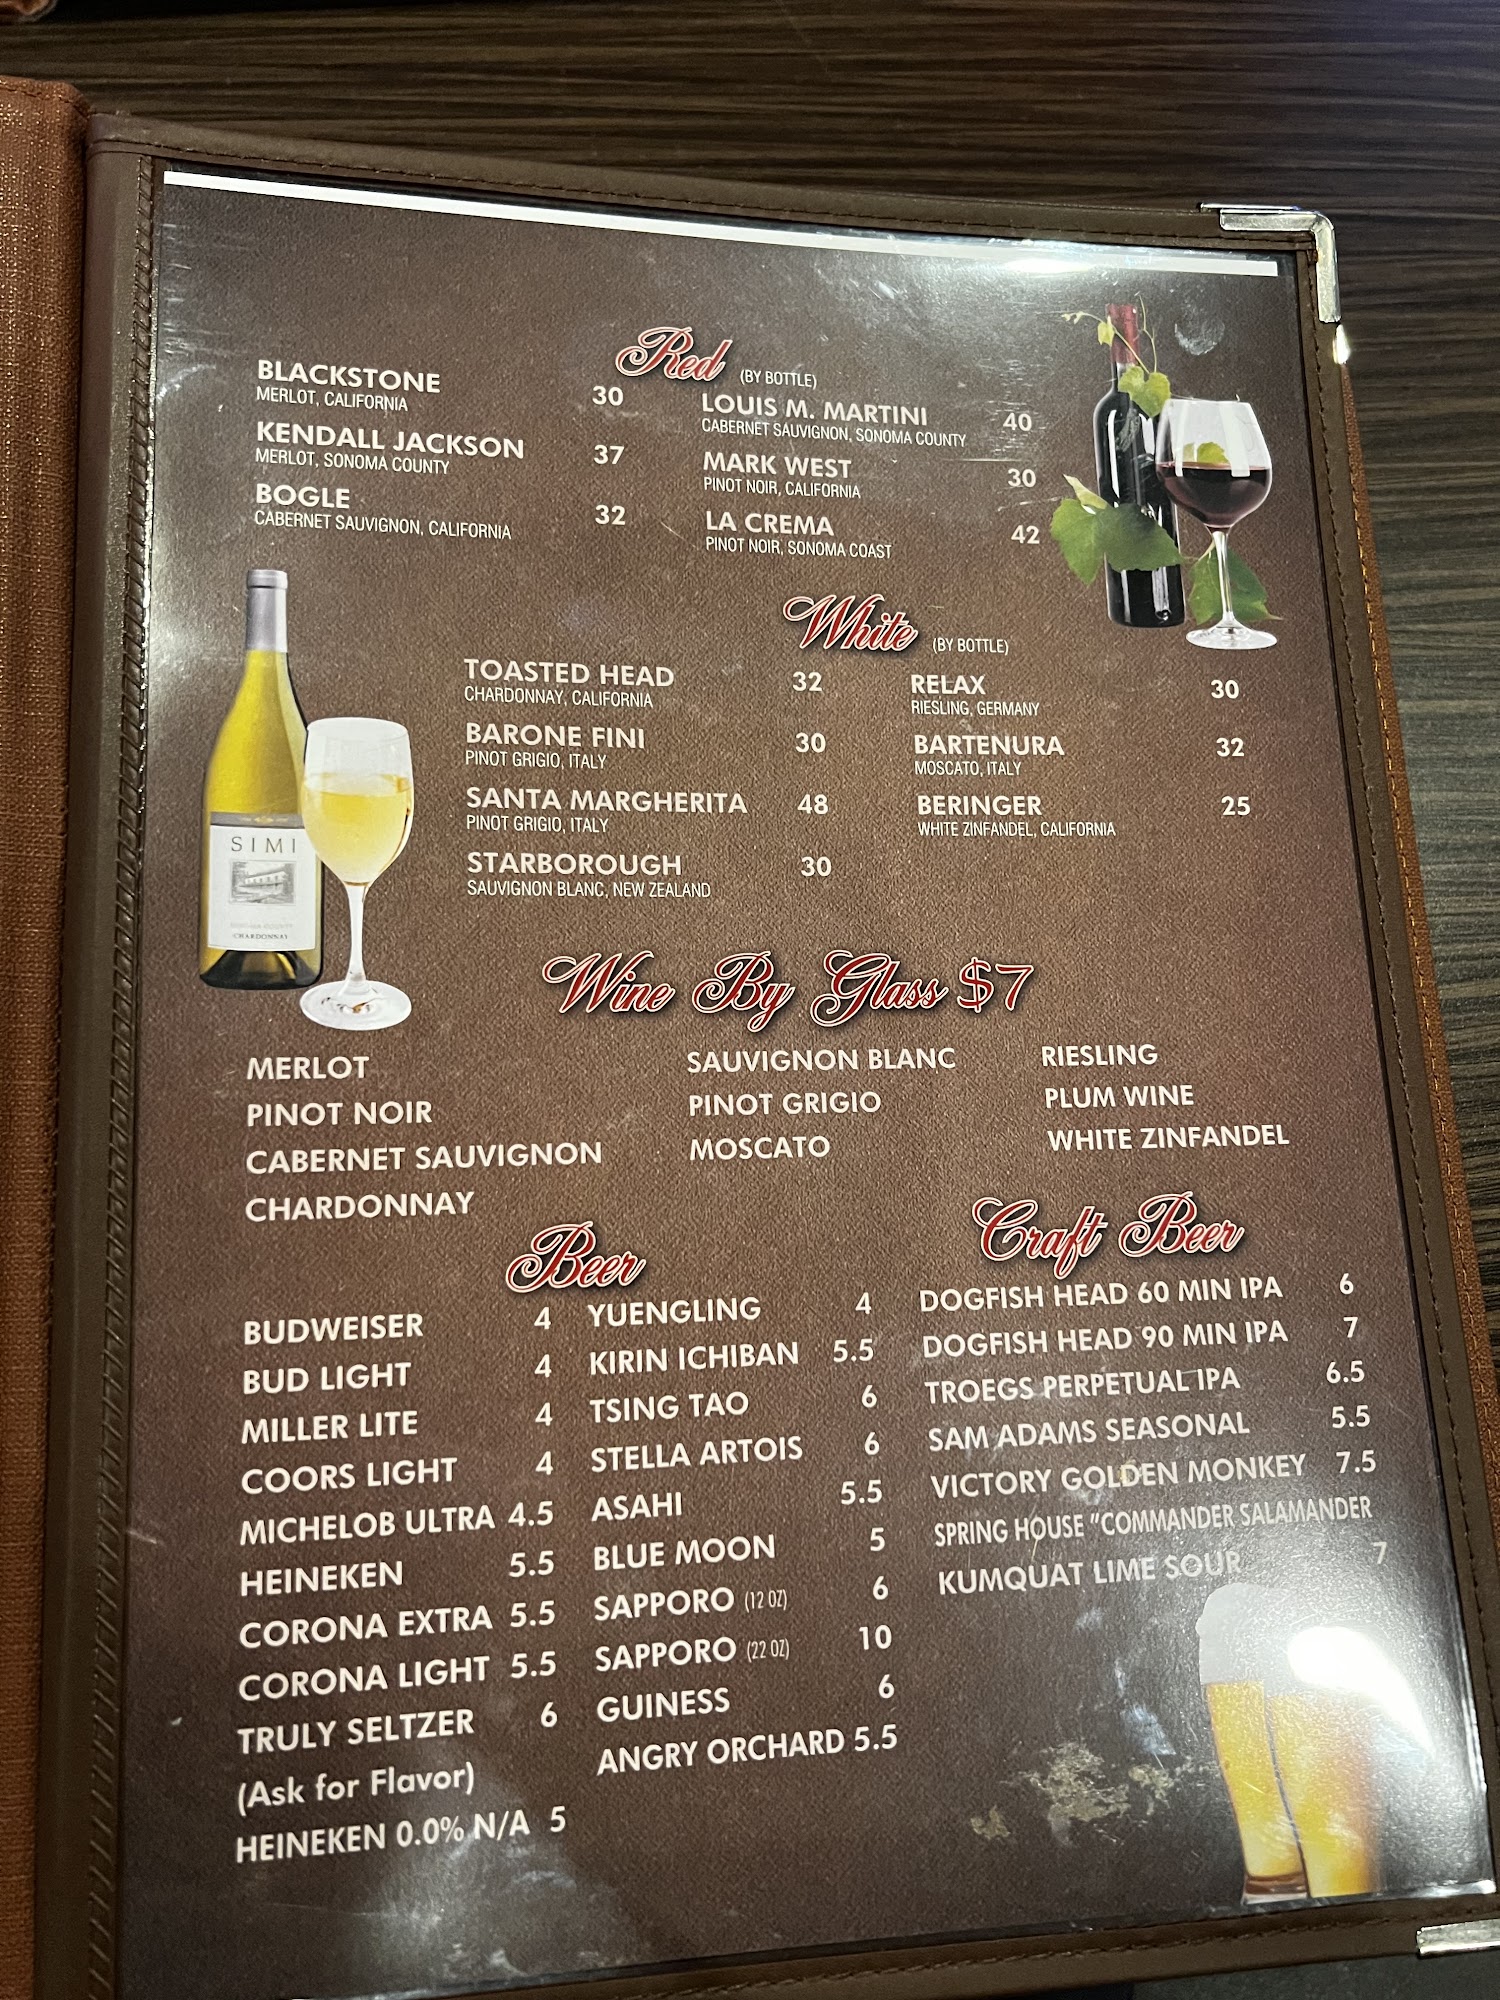 Red (BY BOTTLE)
BLACKSTONE 30
MERLOT, CALIFORNIA
KENDALL JACKSON 37
MERLOT, SONOMA COUNTY
BOGLE 32
CABERNET SAUVIGNON, CALIFORNIA
LOUIS M. MARTINI 40
CABERNET SAUVIGNON, SONOMA COUNTY
MARK WEST 30
PINOT NOIR, CALIFORNIA
LA CREMA 42
PINOT NOIR, SONOMA COAST
White (BY BOTTLE)
TOASTED HEAD 32
CHARDONNAY, CALIFORNIA
BARONE FINI 30
PINOT GRIGIO, ITALY
SANTA MARGHERITA 48
PINOT GRIGIO, ITALY
STARBOROUGH 30
SAUVIGNON BLANC, NEW ZEALAND
RELAX 30
RIESLING, GERMANY
BARTENURA 32
MOSCATO, ITALY
BERINGER 25
WHITE ZINFANDEL, CALIFORNIA
SIMI
SONOMA COUNTY
CHARDONNAY
Wine By Glass $7
MERLOT
PINOT NOIR
CABERNET SAUVIGNON
CHARDONNAY
SAUVIGNON BLANC
PINOT GRIGIO
MOSCATO
RIESLING
PLUM WINE
WHITE ZINFANDEL
Beer
BUDWEISER 4
BUD LIGHT 4
MILLER LITE 4
COORS LIGHT 4
MICHELOB ULTRA 4.5
HEINEKEN 5.5
CORONA EXTRA 5.5
CORONA LIGHT 5.5
TRULY SELTZER 6
(Ask for Flavor)
HEINEKEN 0.0% N/A 5
YUENGLING 4
KIRIN ICHIBAN 5.5
TSING TAO 6
STELLA ARTOIS 6
ASAHI 5.5
BLUE MOON 5
SAPPORO (12 OZ) 6
SAPPORO (22 OZ) 10
GUINESS 6
ANGRY ORCHARD 5.5
Craft Beer
DOGFISH HEAD 60 MIN IPA 6
DOGFISH HEAD 90 MIN IPA 7
TROEGS PERPETUAL IPA 6.5
SAM ADAMS SEASONAL 5.5
VICTORY GOLDEN MONKEY 7.5
SPRING HOUSE "COMMANDER SALAMANDER
KUMQUAT LIME SOUR 7